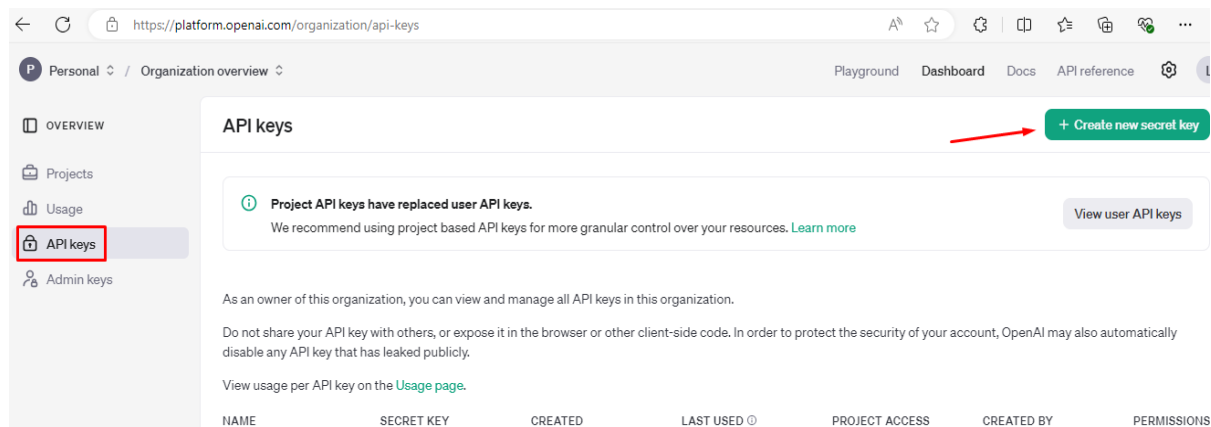 https://platform.openai.com/organization/api-keys
P Personal / Organization overview
Playground Dashboard Docs API reference
OVERVIEW
Projects
Usage
API keys
Admin keys
API keys
+ Create new secret key
Project API keys have replaced user API keys.
We recommend using project based API keys for more granular control over your resources. Learn more
View user API keys
As an owner of this organization, you can view and manage all API keys in this organization.
Do not share your API key with others, or expose it in the browser or other client-side code. In order to protect the security of your account, OpenAI may also automatically
disable any API key that has leaked publicly.
View usage per API key on the Usage page.
NAME SECRET KEY CREATED LAST USED PROJECT ACCESS CREATED BY PERMISSIONS